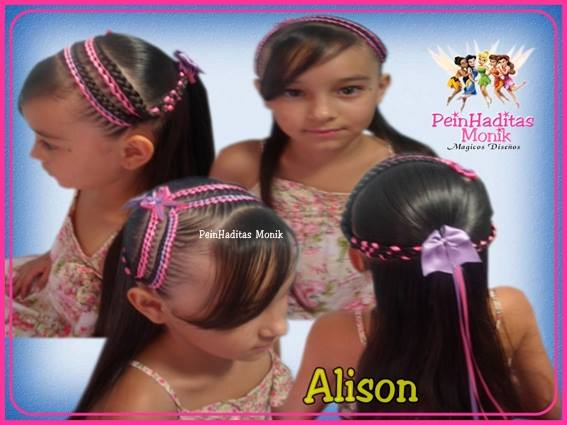 PeinHaditas
Monik
Magicos Diseños
PeinHaditas Monik
Alison